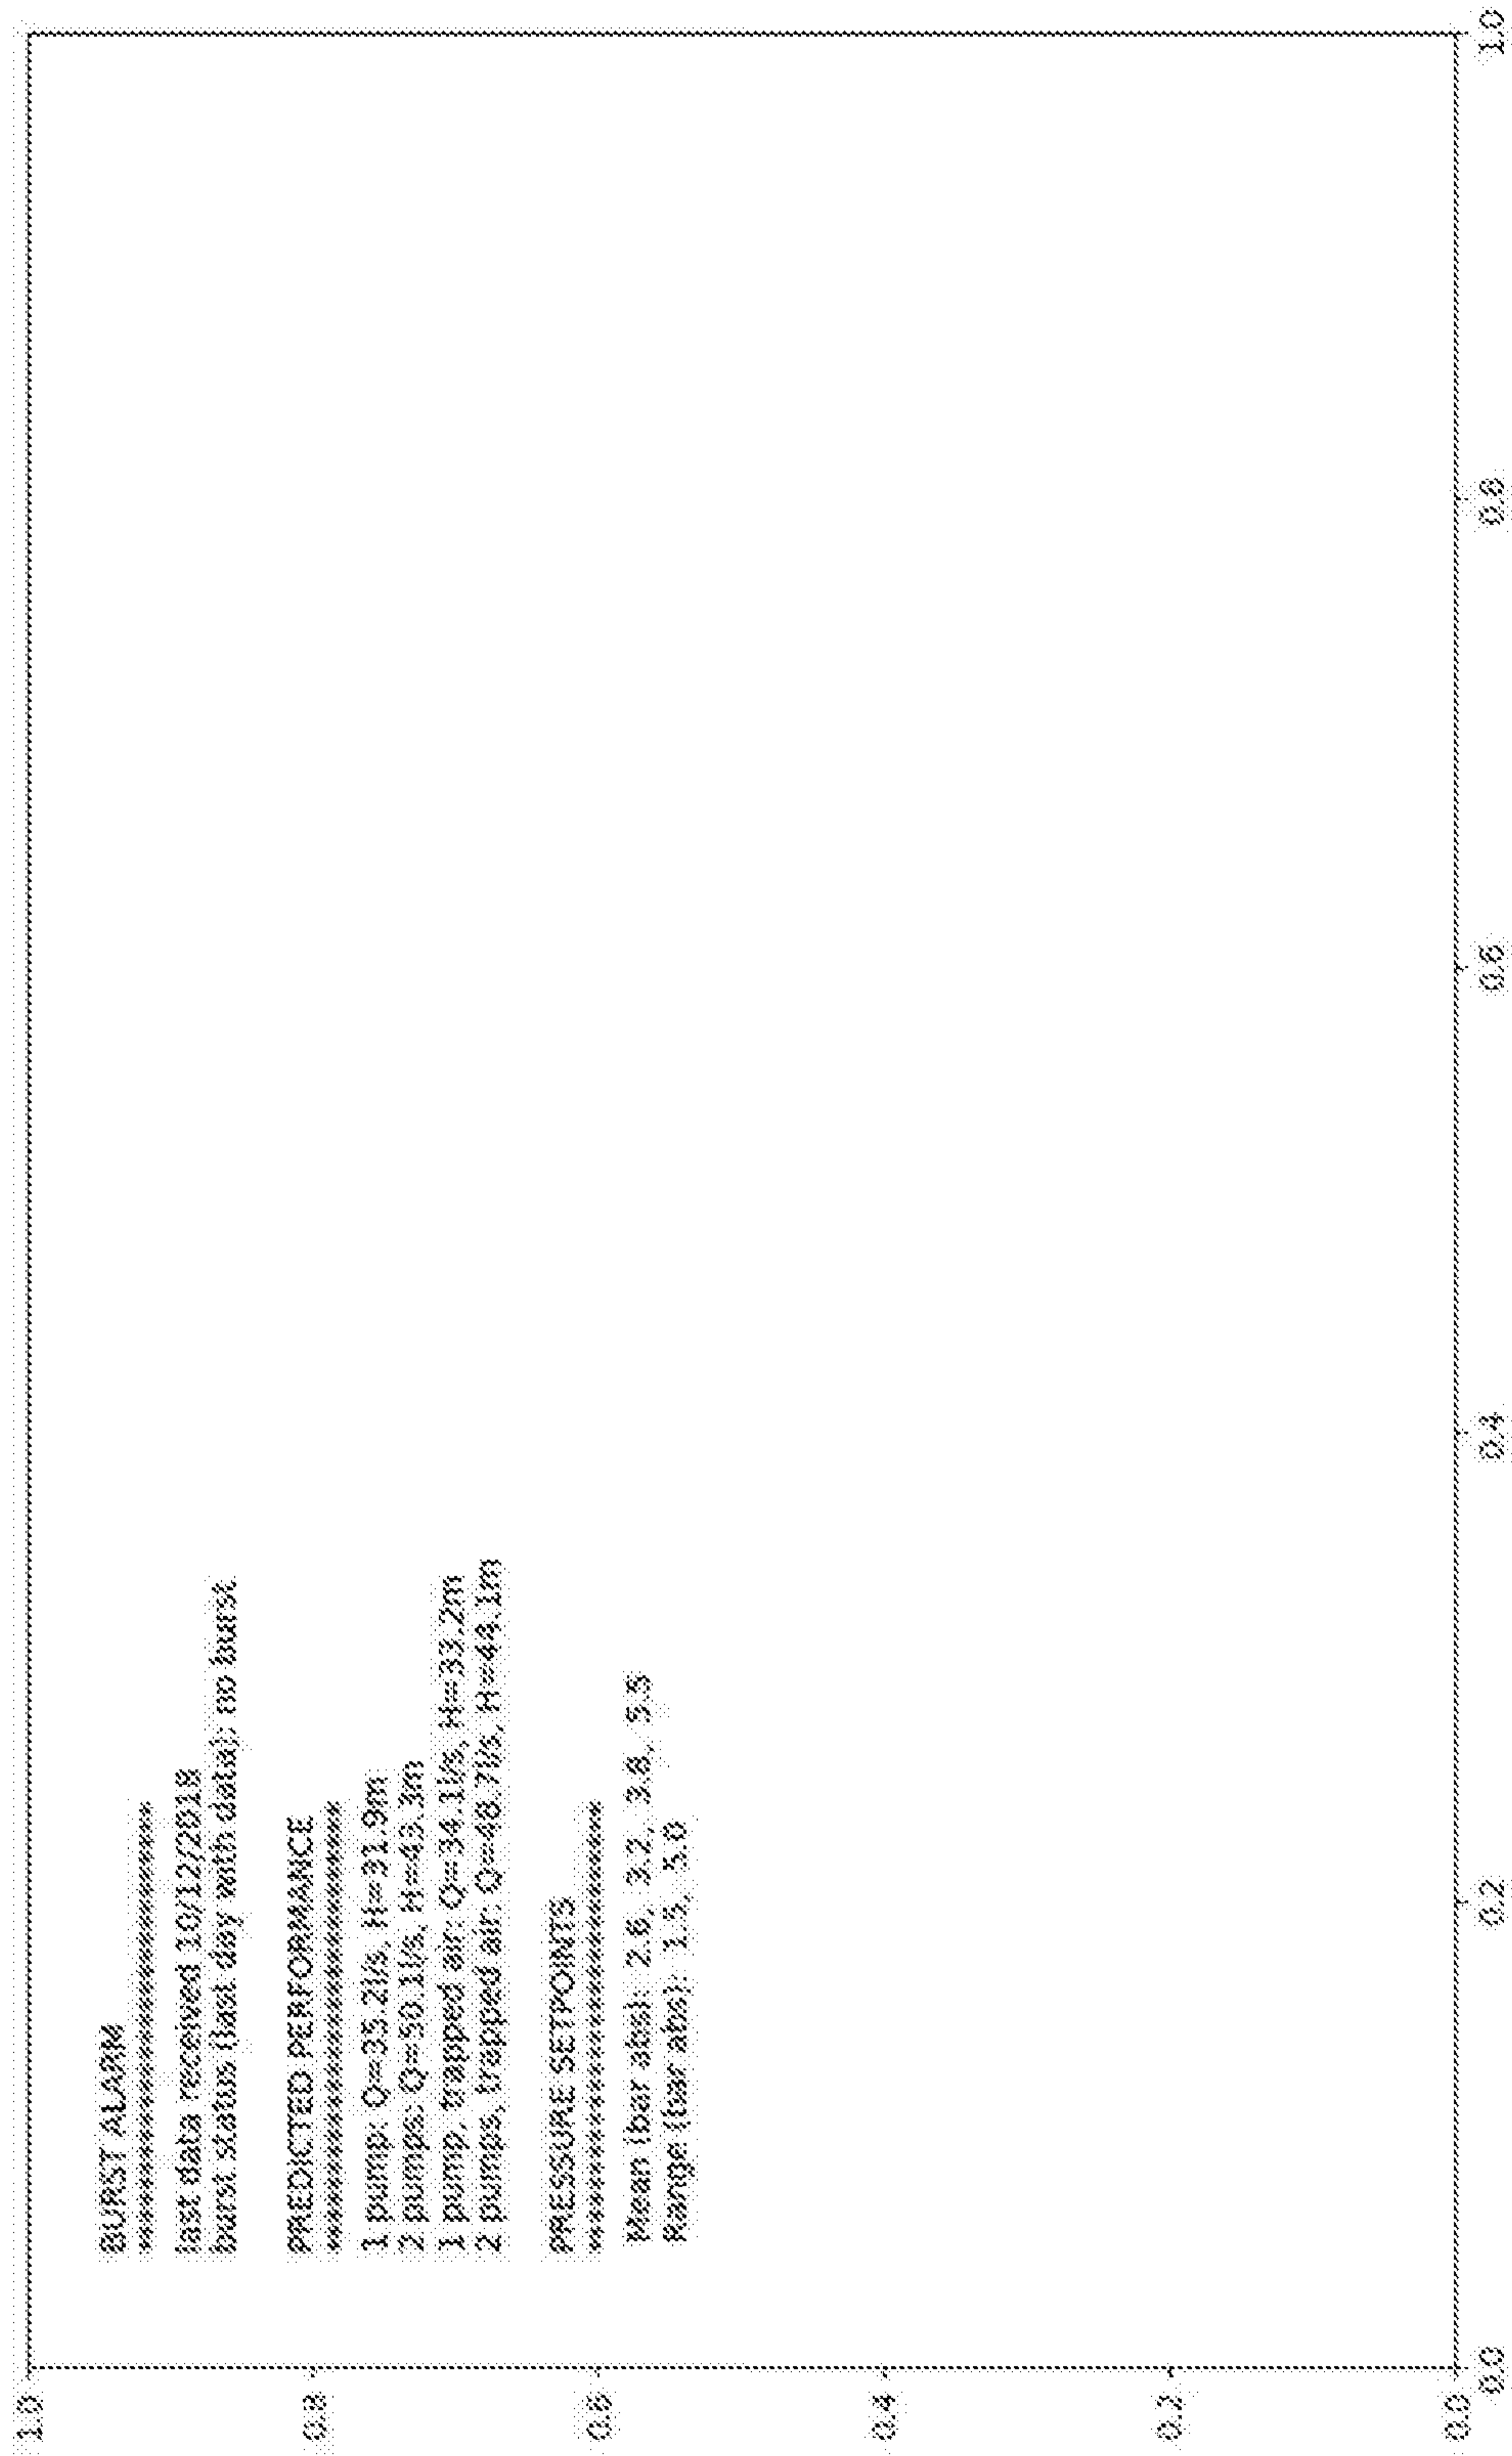 1.0
BURST ALARM
last data received 10/12/2018
burst status (last day with data): no burst
0.8
PREDICTED PERFORMANCE
1 pump: Q=35.2l/s, H=31.9m
2 pumps: Q=50.1l/s, H=43.3m
1 pump, trapped air: Q=34.1l/s, H=33.2m
2 pumps, trapped air: Q=48.7l/s, H=44.1m
0.6
PRESSURE SETPOINTS
Mean (bar abs): 2.6, 3.2, 3.8, 5.5
Range (bar abs): 1.5, 5.0
0.4
0.2
0.0
0.0 0.2 0.4 0.6 0.8 1.0